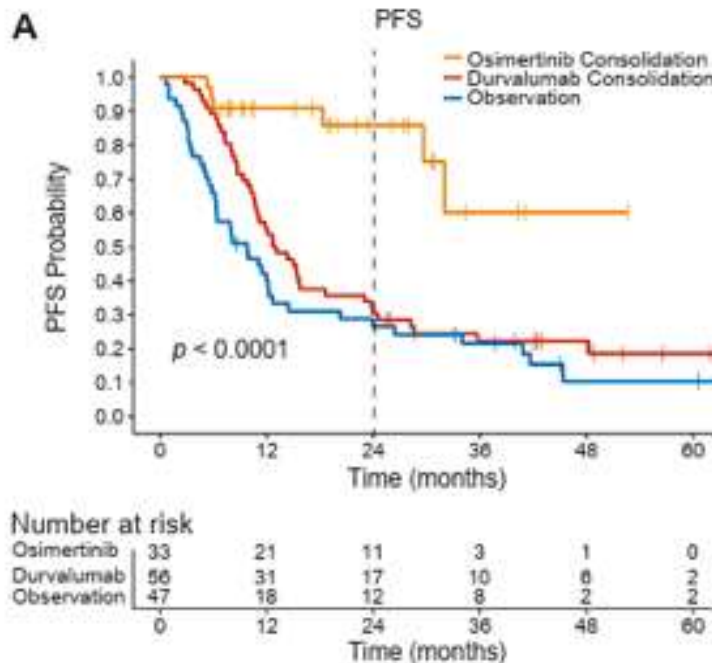 A
PFS
Osimertinib Consolidation
Durvalumab Consolidation
Observation
1.0
0.9
0.8
0.7
0.6
0.5
0.4
0.3
0.2
0.1
0.0
PFS Probability
p < 0.0001
0 12 24 36 48 60
Time (months)
Number at risk
Osimertinib 33 21 11 3 1 0
Durvalumab 56 31 17 10 6 2
Observation 47 18 12 8 2 2
0 12 24 36 48 60
Time (months)